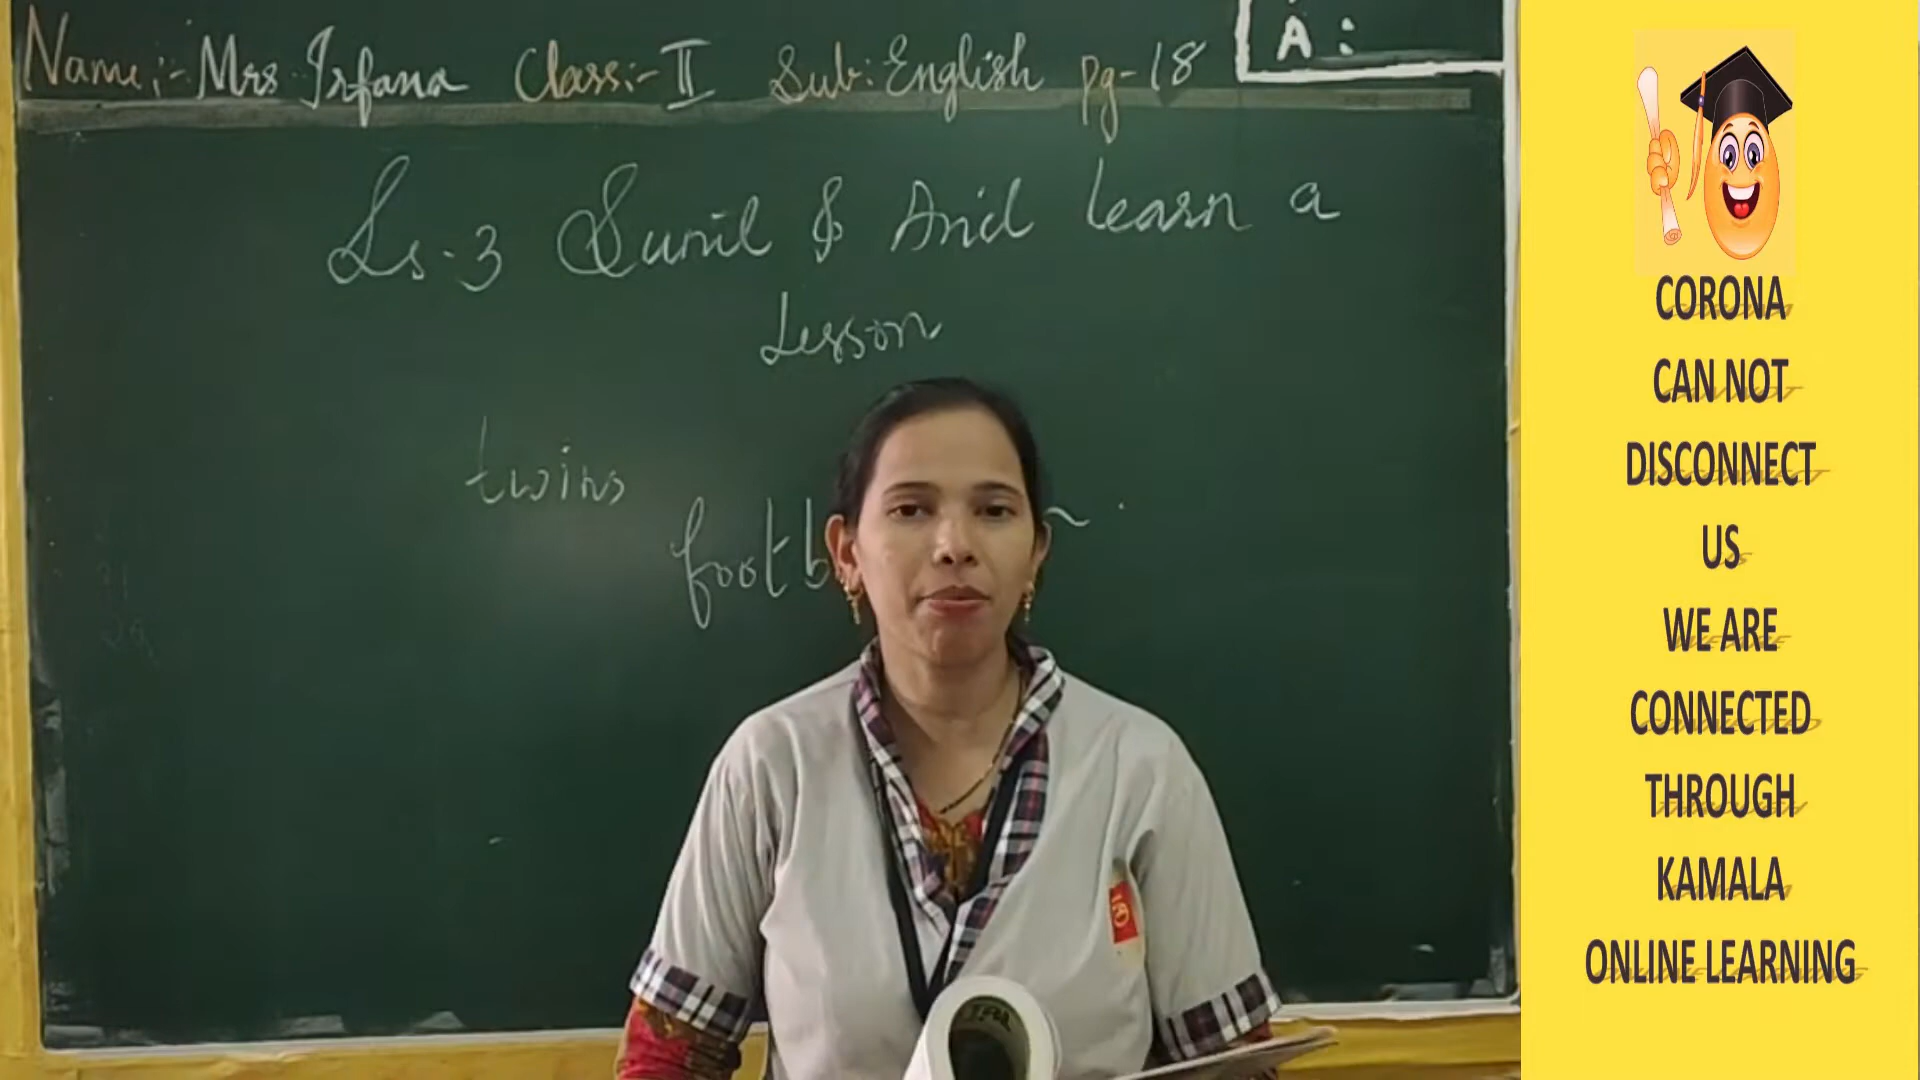 Name:- Mrs. Irfana Class:- II Sub: English pg-18
A :
Ls-3 Sunil & Anil learn a
Lesson
twins
CORONA
CAN NOT
DISCONNECT
US
WE ARE
CONNECTED
THROUGH
KAMALA
ONLINE LEARNING